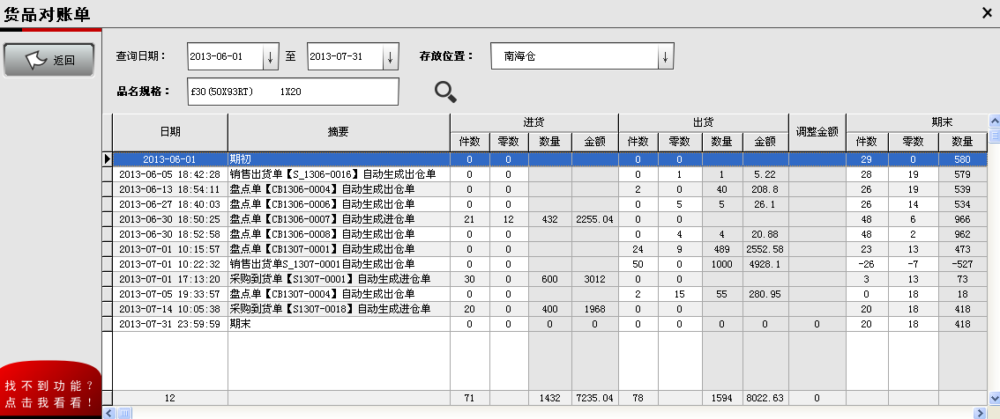 货品对账单
返回
查询日期： 2013-06-01 至 2013-07-31 存放位置： 南海仓
品名规格： f30(50X93RT) 1X20
日期 摘要 进货 出货 调整金额 期末
件数 零数 数量 金额 件数 零数 数量 金额 件数 零数 数量
2013-06-01 期初 0 0 0 0 29 0 580
2013-06-05 18:42:28 销售出货单【S_1306-0016】自动生成出仓单 0 0 0 1 1 5.22 28 19 579
2013-06-13 18:54:11 盘点单【CB1306-0004】自动生成出仓单 0 0 2 0 40 208.8 26 19 539
2013-06-27 18:40:03 盘点单【CB1306-0006】自动生成出仓单 0 0 0 5 5 26.1 26 14 534
2013-06-30 18:50:25 盘点单【CB1306-0007】自动生成进仓单 21 12 432 2255.04 0 0 48 6 966
2013-06-30 18:52:58 盘点单【CB1306-0008】自动生成出仓单 0 0 0 4 4 20.88 48 2 962
2013-07-01 10:15:57 盘点单【CB1307-0001】自动生成出仓单 0 0 24 9 489 2552.58 23 13 473
2013-07-01 10:22:32 销售出货单S_1307-0001自动生成出仓单 0 0 50 0 1000 4928.1 -26 -7 -527
2013-07-01 17:13:20 采购到货单【S1307-0001】自动生成进仓单 30 0 600 3012 0 0 3 13 73
2013-07-05 19:33:57 盘点单【CB1307-0004】自动生成出仓单 0 0 2 15 55 280.95 0 18 18
2013-07-14 10:05:38 采购到货单【S1307-0018】自动生成进仓单 20 0 400 1968 0 0 20 18 418
2013-07-31 23:59:59 期末 0 0 0 0 0 0 0 0 0 20 18 418
12 71 1432 7235.04 78 1594 8022.63 0
找不到功能？
点击我看看！